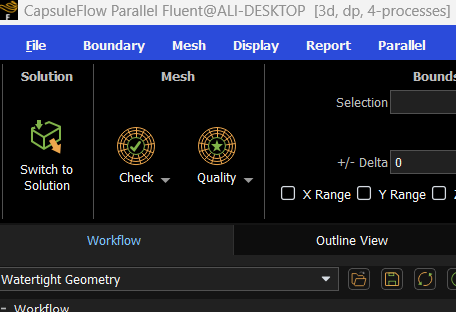 CapsuleFlow Parallel Fluent@ALI-DESKTOP [3d, dp, 4-processes]
File Boundary Mesh Display Report Parallel
Solution Mesh Bounds
Selection
Switch to
Solution
Check Quality
+/- Delta 0
X Range Y Range
Workflow Outline View
Watertight Geometry
- Workflow